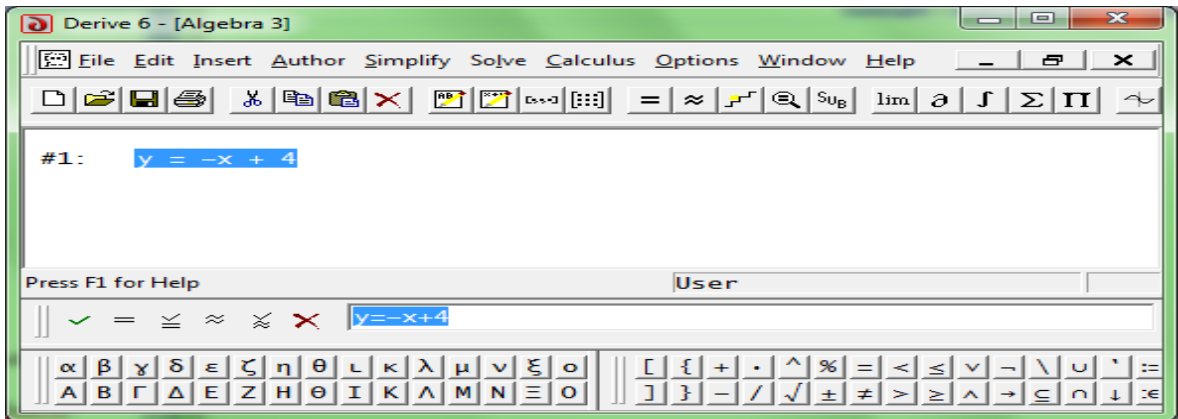 Derive 6 - [Algebra 3]
File Edit Insert Author Simplify Solve Calculus Options Window Help
= ≈ SUB lim ∂ ∫ Σ Π
#1: y = -x + 4
Press F1 for Help User
= ≈ y=-x+4
α β γ δ ε ζ η θ ι κ λ μ ν ξ ο [ { + · ^ % = < ≤ ∨ ¬ \ ∪ ' :=
Α Β Γ Δ Ε Ζ Η Θ Ι Κ Λ Μ Ν Ξ Ο ] } - / √ ± ≠ > ≥ ∧ → ⊆ ∩ ↓ :∈